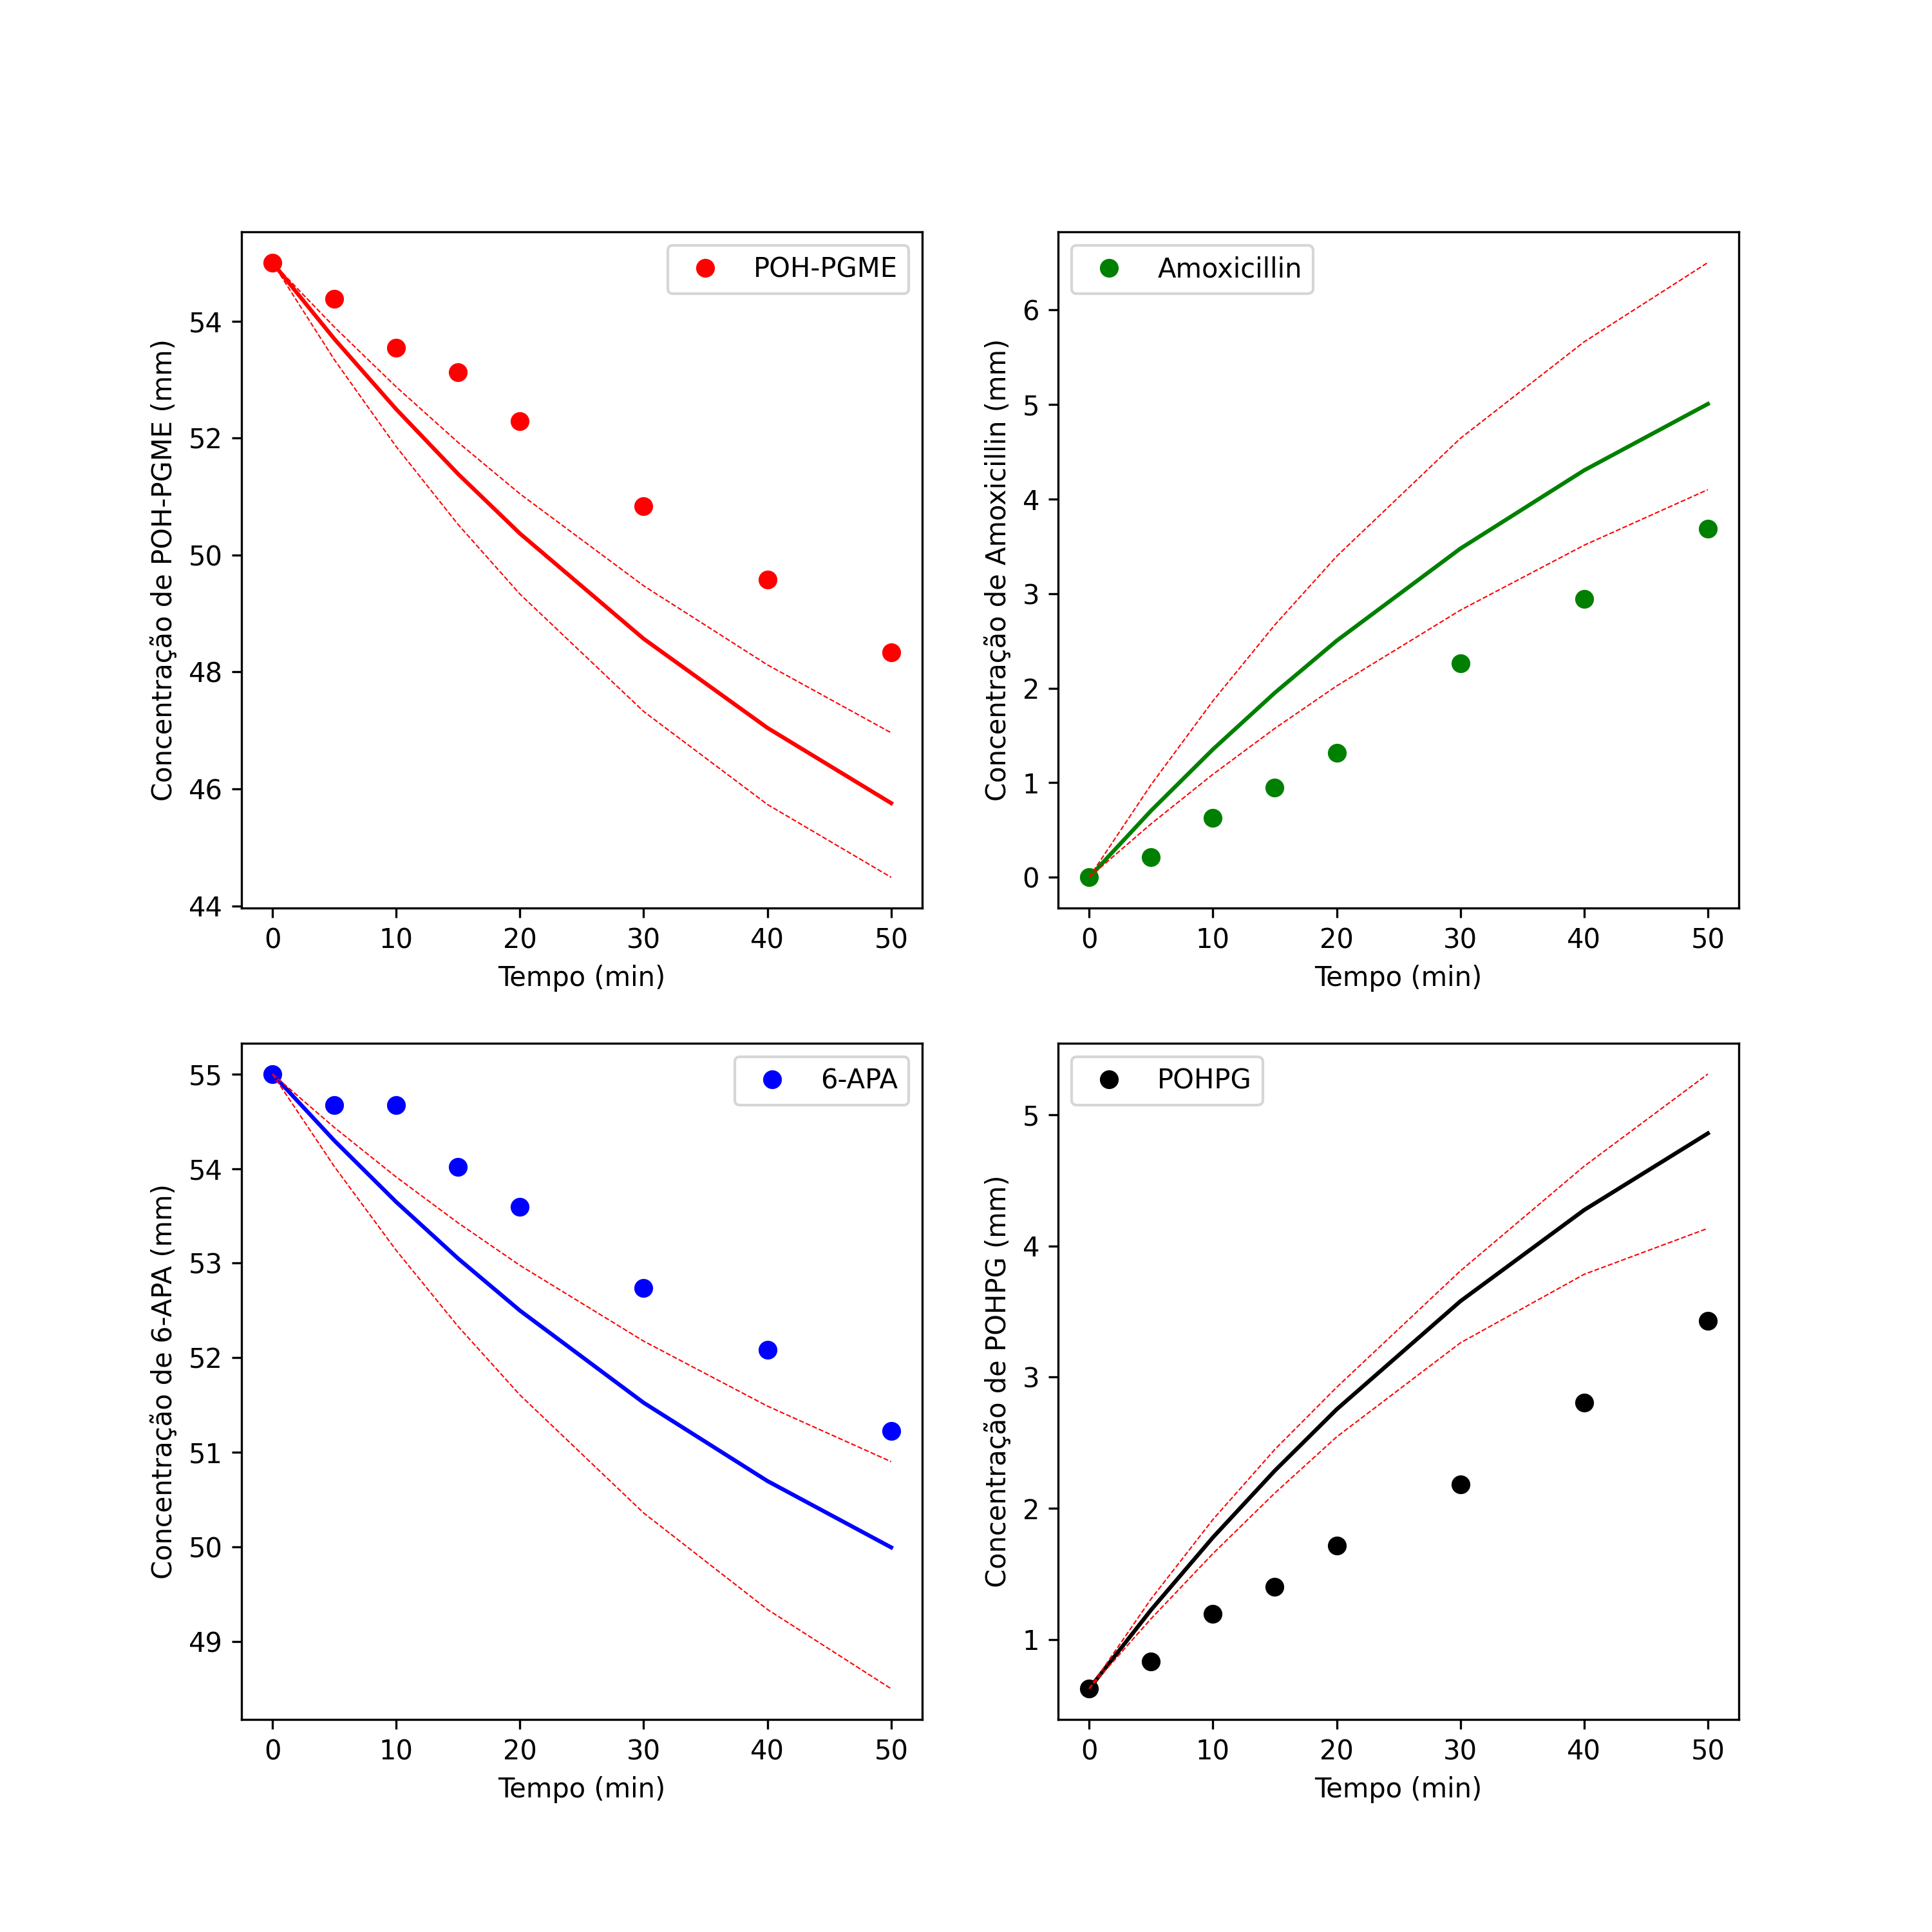 POH-PGME
Concentração de POH-PGME (mm)
54
52
50
48
46
44
0 10 20 30 40 50
Tempo (min)
Amoxicillin
Concentração de Amoxicillin (mm)
6
5
4
3
2
1
0
0 10 20 30 40 50
Tempo (min)
6-APA
Concentração de 6-APA (mm)
55
54
53
52
51
50
49
0 10 20 30 40 50
Tempo (min)
POHPG
Concentração de POHPG (mm)
5
4
3
2
1
0 10 20 30 40 50
Tempo (min)